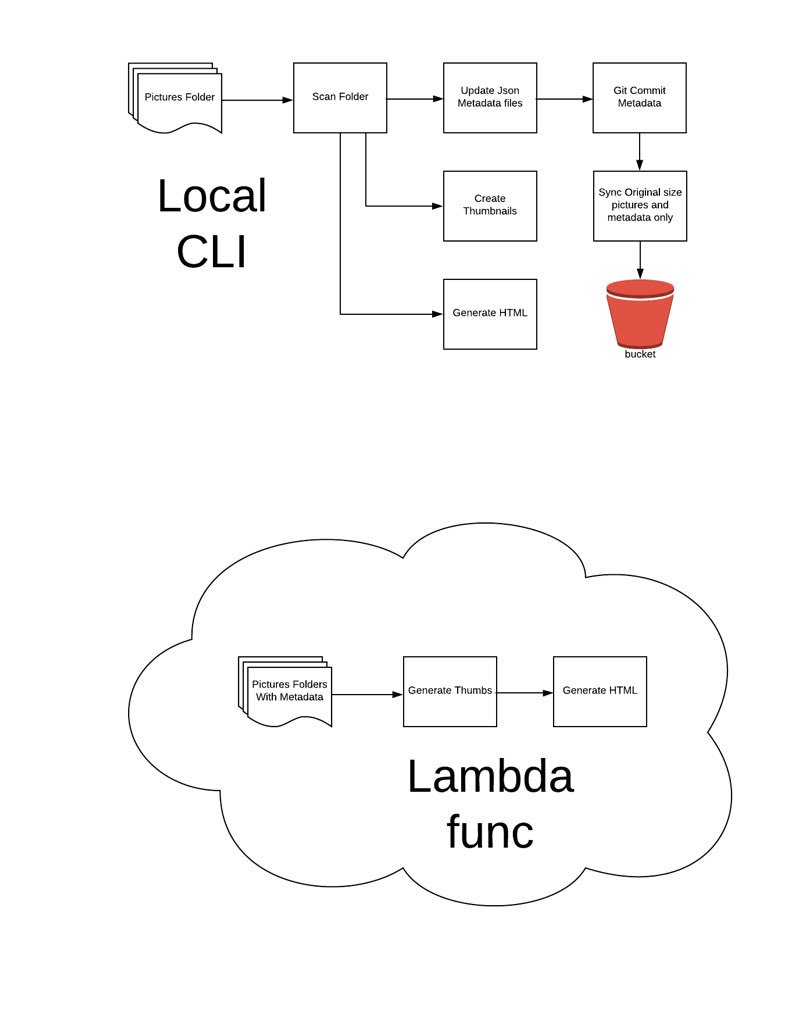 Pictures Folder
Scan Folder
Update Json
Metadata files
Git Commit
Metadata
Local
CLI
Create
Thumbnails
Sync Original size
pictures and
metadata only
Generate HTML
bucket
Pictures Folders
With Metadata
Generate Thumbs
Generate HTML
Lambda
func